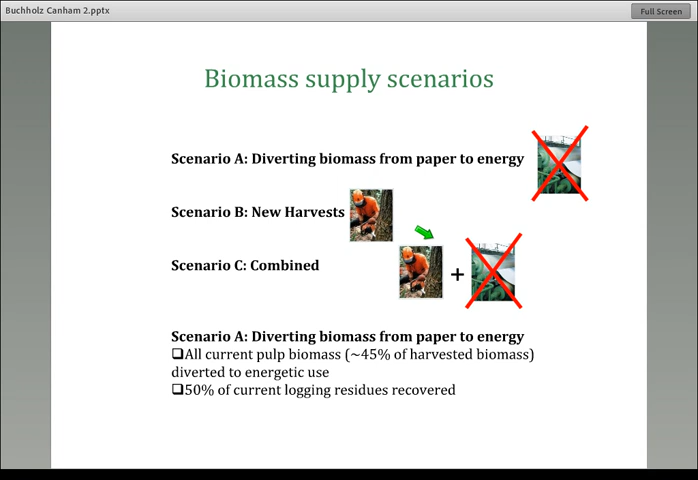 Buchholz Canham 2.pptx
Full Screen
Biomass supply scenarios
Scenario A: Diverting biomass from paper to energy
Scenario B: New Harvests
Scenario C: Combined
+
Scenario A: Diverting biomass from paper to energy
❑All current pulp biomass (~45% of harvested biomass)
diverted to energetic use
❑50% of current logging residues recovered